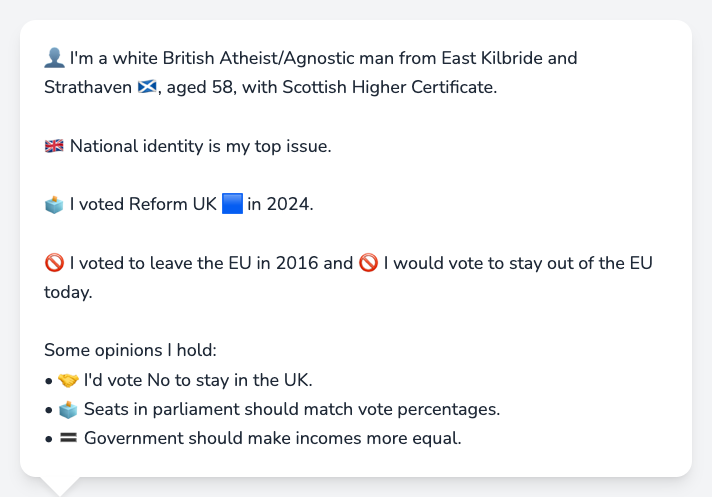 👤 I'm a white British Atheist/Agnostic man from East Kilbride and
Strathaven 🏴󠁧󠁢󠁳󠁣󠁴󠁿, aged 58, with Scottish Higher Certificate.
🇬🇧 National identity is my top issue.
🗳️ I voted Reform UK 🟦 in 2024.
🚫 I voted to leave the EU in 2016 and 🚫 I would vote to stay out of the EU
today.
Some opinions I hold:
• 🤝 I'd vote No to stay in the UK.
• 🗳️ Seats in parliament should match vote percentages.
• 🟰 Government should make incomes more equal.